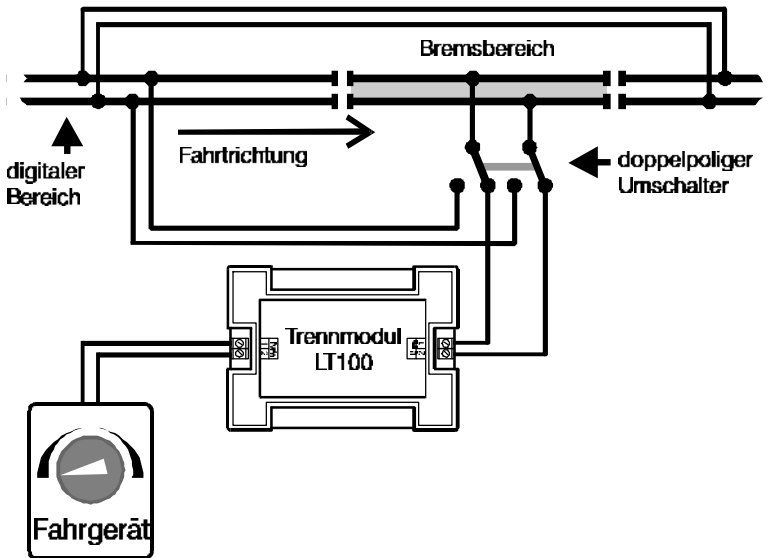 Bremsbereich
Fahrtrichtung
digitaler
Bereich
doppelpoliger
Umschalter
Trennmodul
LT100
Fahrgerät